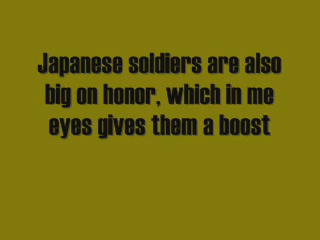 Japanese soldiers are also
big on honor, which in me
eyes gives them a boost